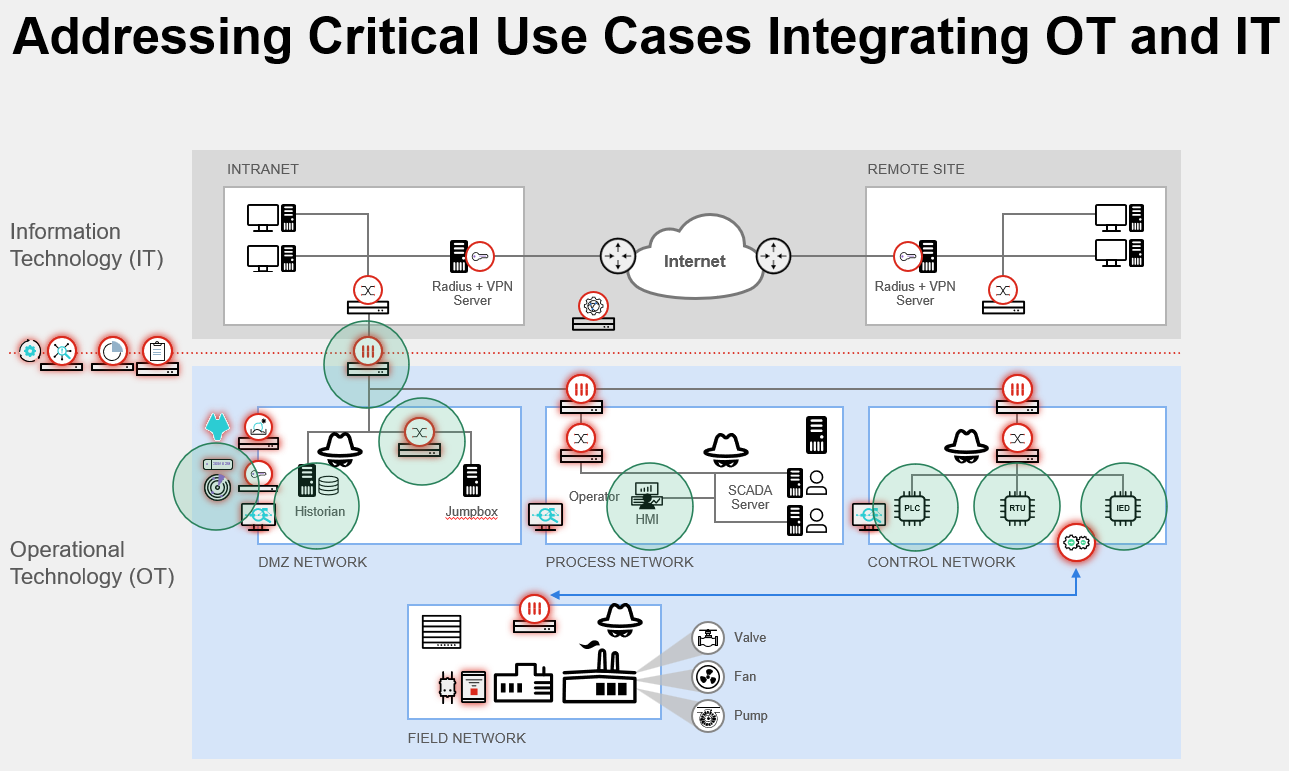 Addressing Critical Use Cases Integrating OT and IT
INTRANET
REMOTE SITE
Information
Technology (IT)
Internet
Radius + VPN
Server
Radius + VPN
Server
Operator
Historian
Jumpbox
HMI
SCADA
Server
PLC
RTU
IED
Operational
Technology (OT)
DMZ NETWORK
PROCESS NETWORK
CONTROL NETWORK
Valve
Fan
Pump
FIELD NETWORK